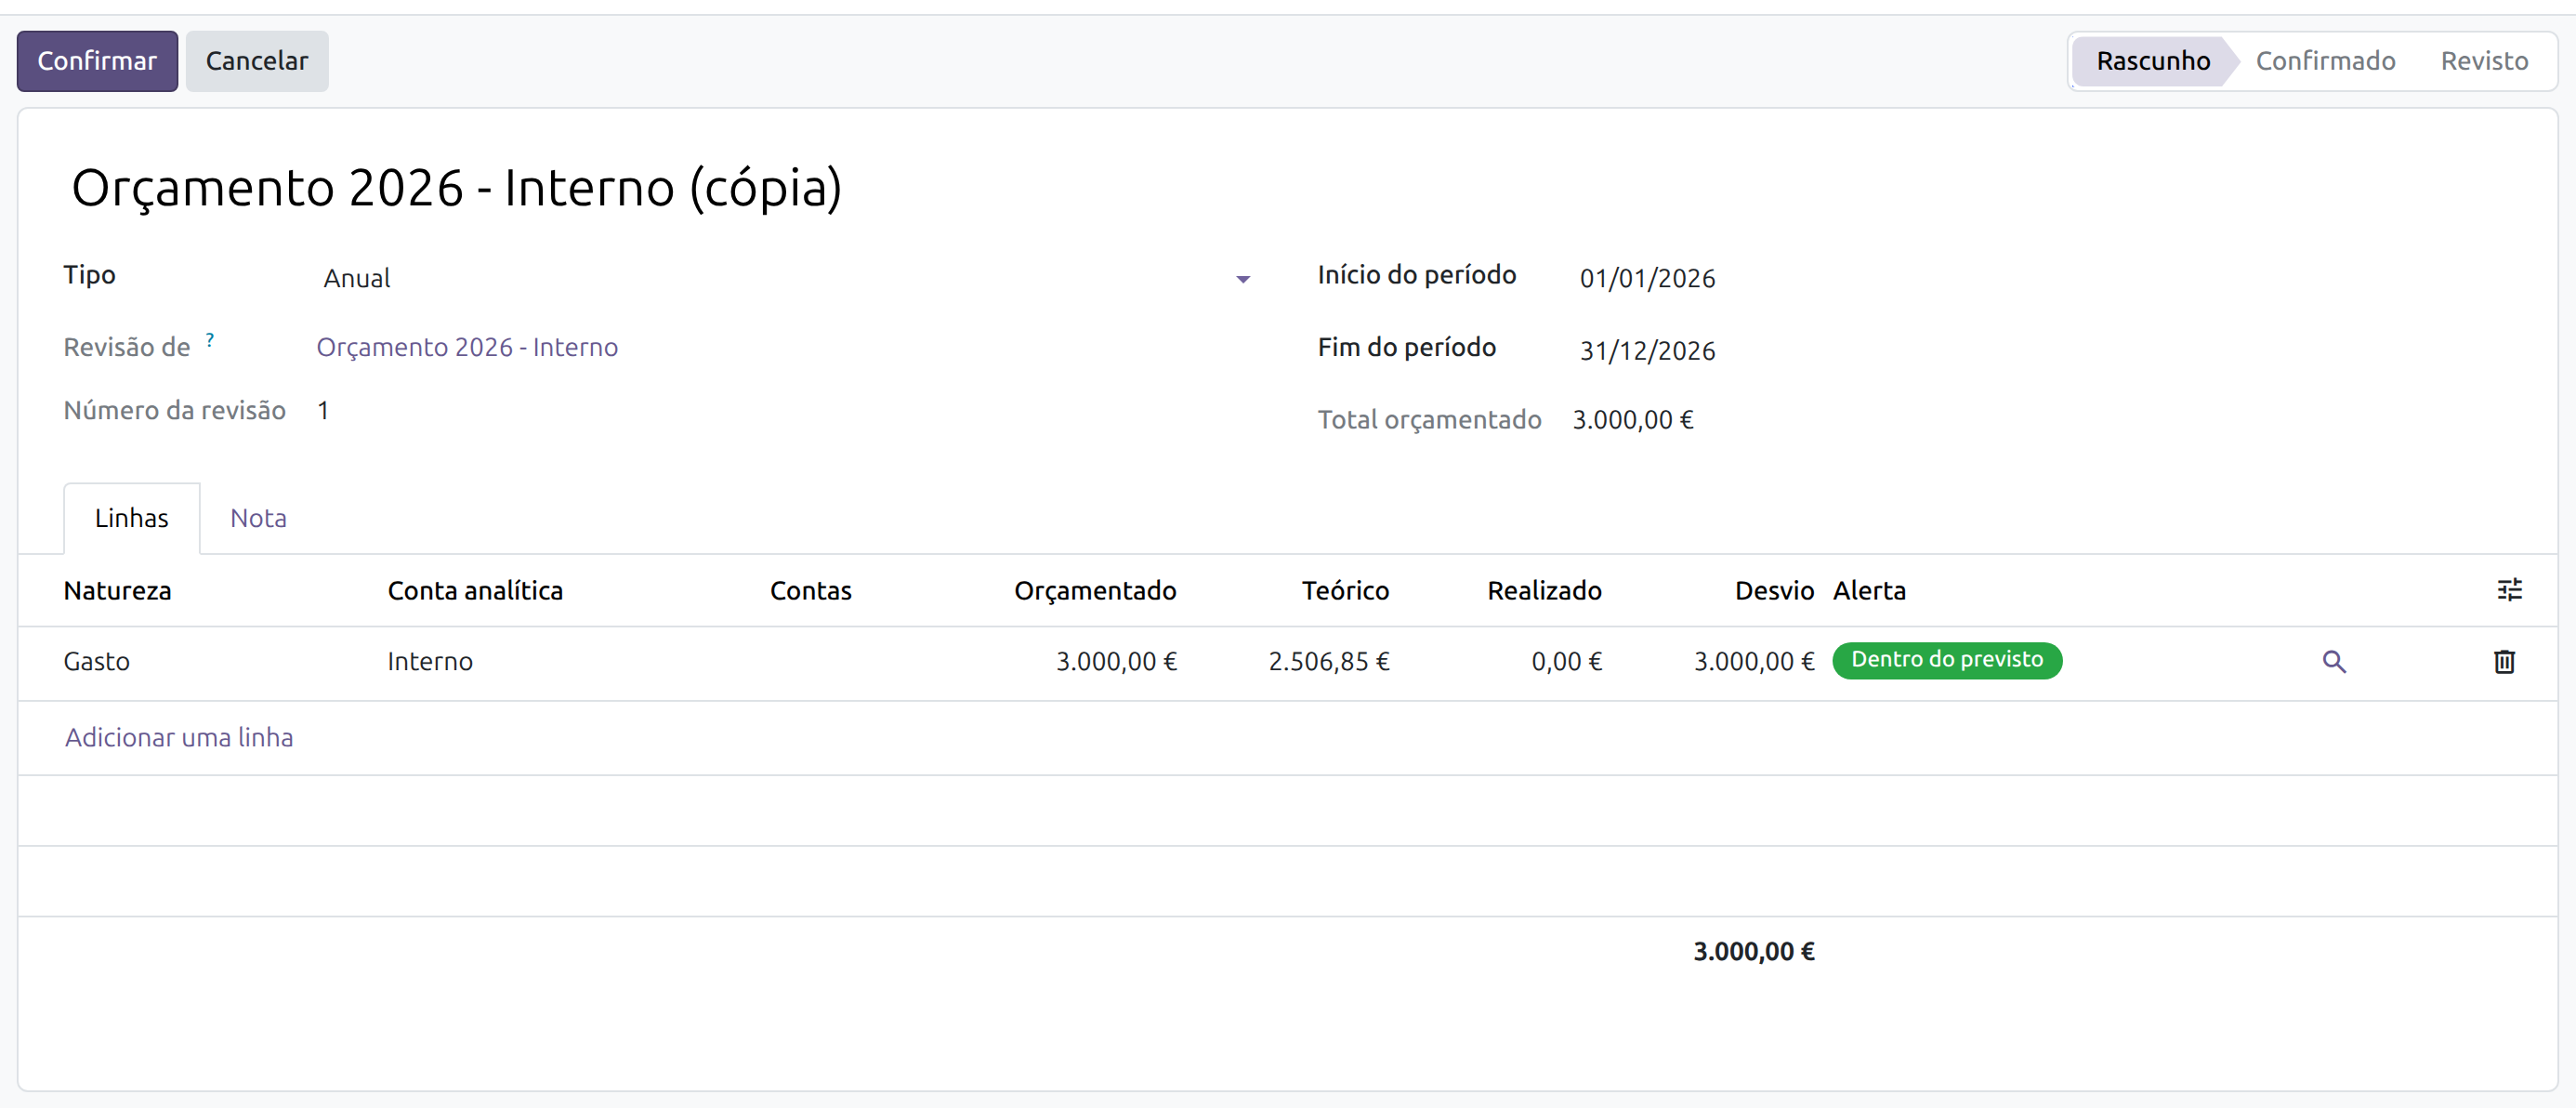 Confirmar Cancelar Rascunho Confirmado Revisto
Orçamento 2026 - Interno (cópia)
Tipo Anual Início do período 01/01/2026
Revisão de ? Orçamento 2026 - Interno Fim do período 31/12/2026
Número da revisão 1 Total orçamentado 3.000,00 €
Linhas Nota
Natureza Conta analítica Contas Orçamentado Teórico Realizado Desvio Alerta
Gasto Interno 3.000,00 € 2.506,85 € 0,00 € 3.000,00 € Dentro do previsto
Adicionar uma linha
3.000,00 €